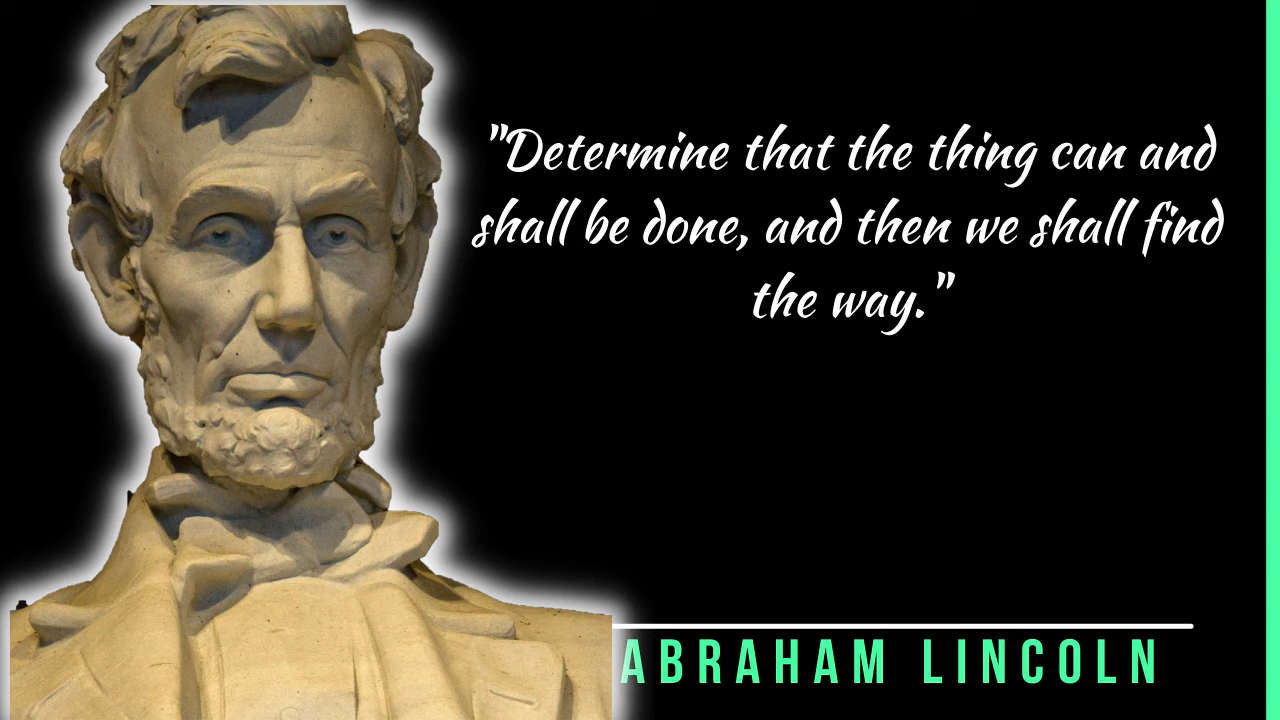 "Determine that the thing can and
shall be done, and then we shall find
the way."
ABRAHAM LINCOLN